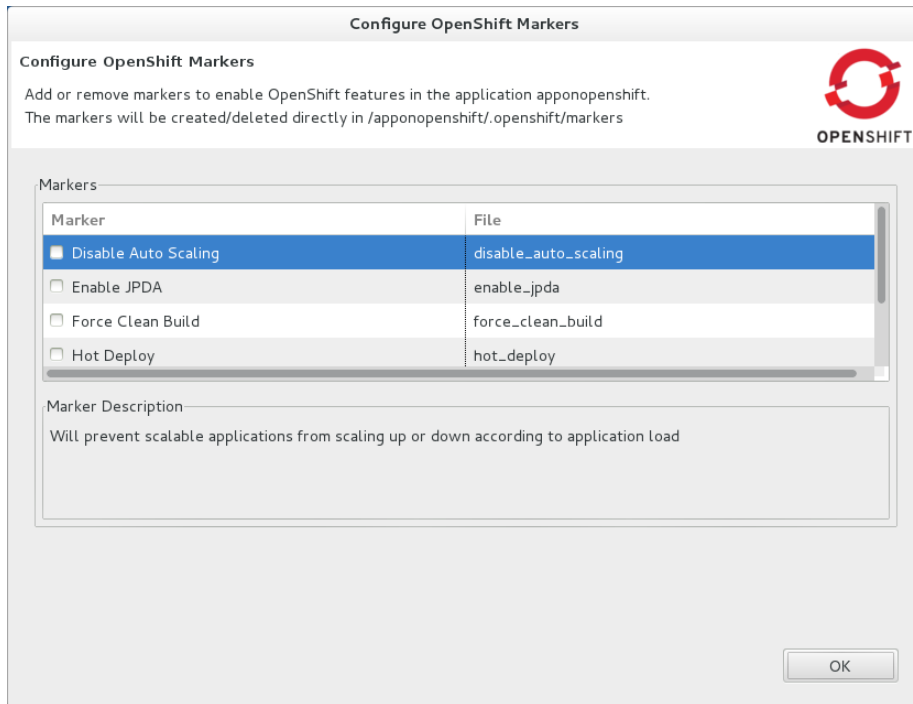 Configure OpenShift Markers
Configure OpenShift Markers
Add or remove markers to enable OpenShift features in the application apponopenshift.
The markers will be created/deleted directly in /apponopenshift/.openshift/markers
OPENSHIFT
Markers
Marker File
Disable Auto Scaling disable_auto_scaling
Enable JPDA enable_jpda
Force Clean Build force_clean_build
Hot Deploy hot_deploy
Marker Description
Will prevent scalable applications from scaling up or down according to application load
OK